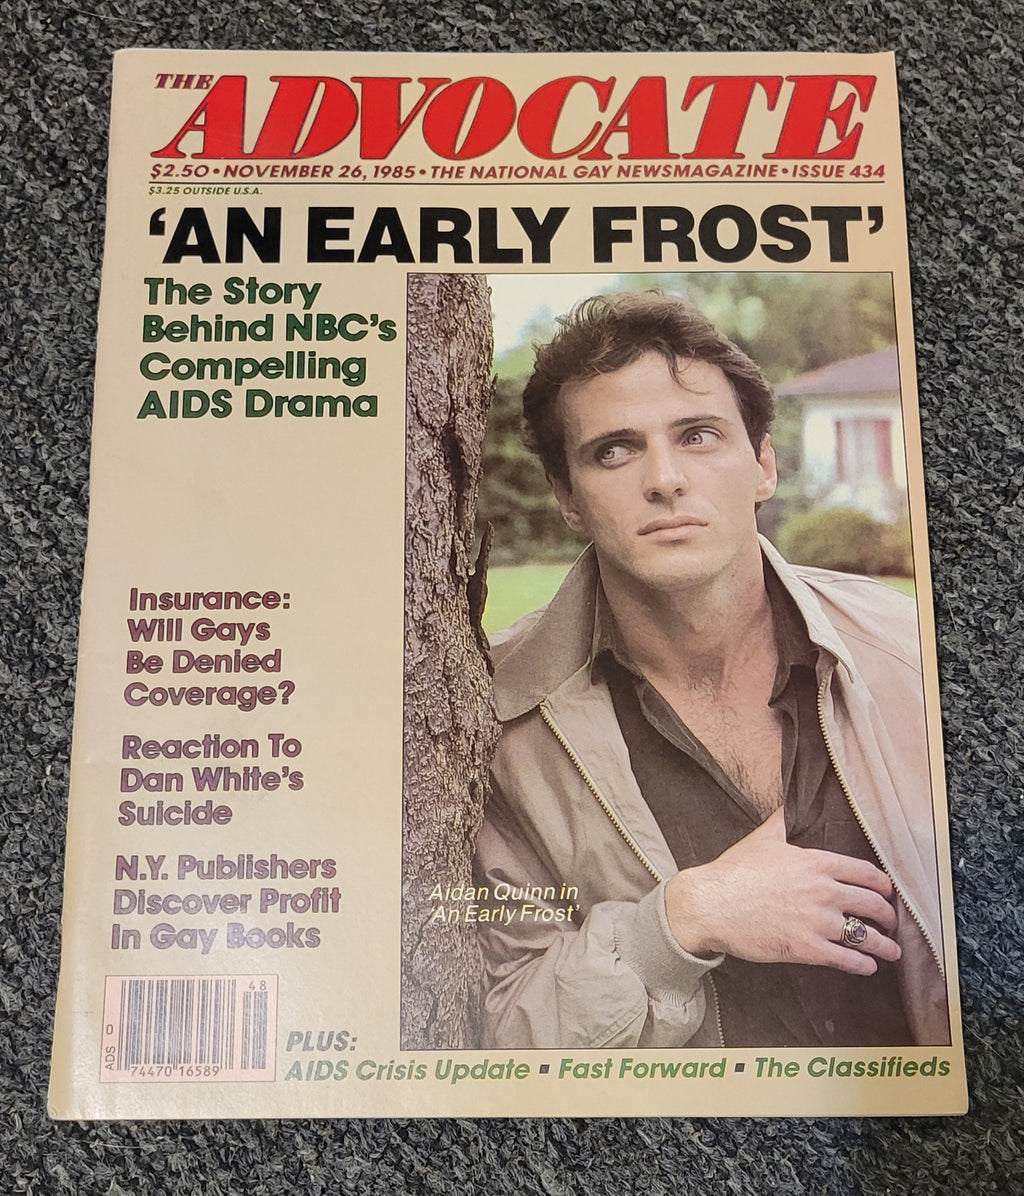 THE ADVOCATE
$2.50 • NOVEMBER 26, 1985 • THE NATIONAL GAY NEWSMAGAZINE • ISSUE 434
$3.25 OUTSIDE U.S.A.
'AN EARLY FROST'
The Story
Behind NBC's
Compelling
AIDS Drama
Insurance:
Will Gays
Be Denied
Coverage?
Reaction To
Dan White's
Suicide
N.Y. Publishers
Discover Profit
In Gay Books
Aidan Quinn in
'An Early Frost'
48
ADS 0
74470 16589
PLUS:
AIDS Crisis Update ▪ Fast Forward ▪ The Classifieds